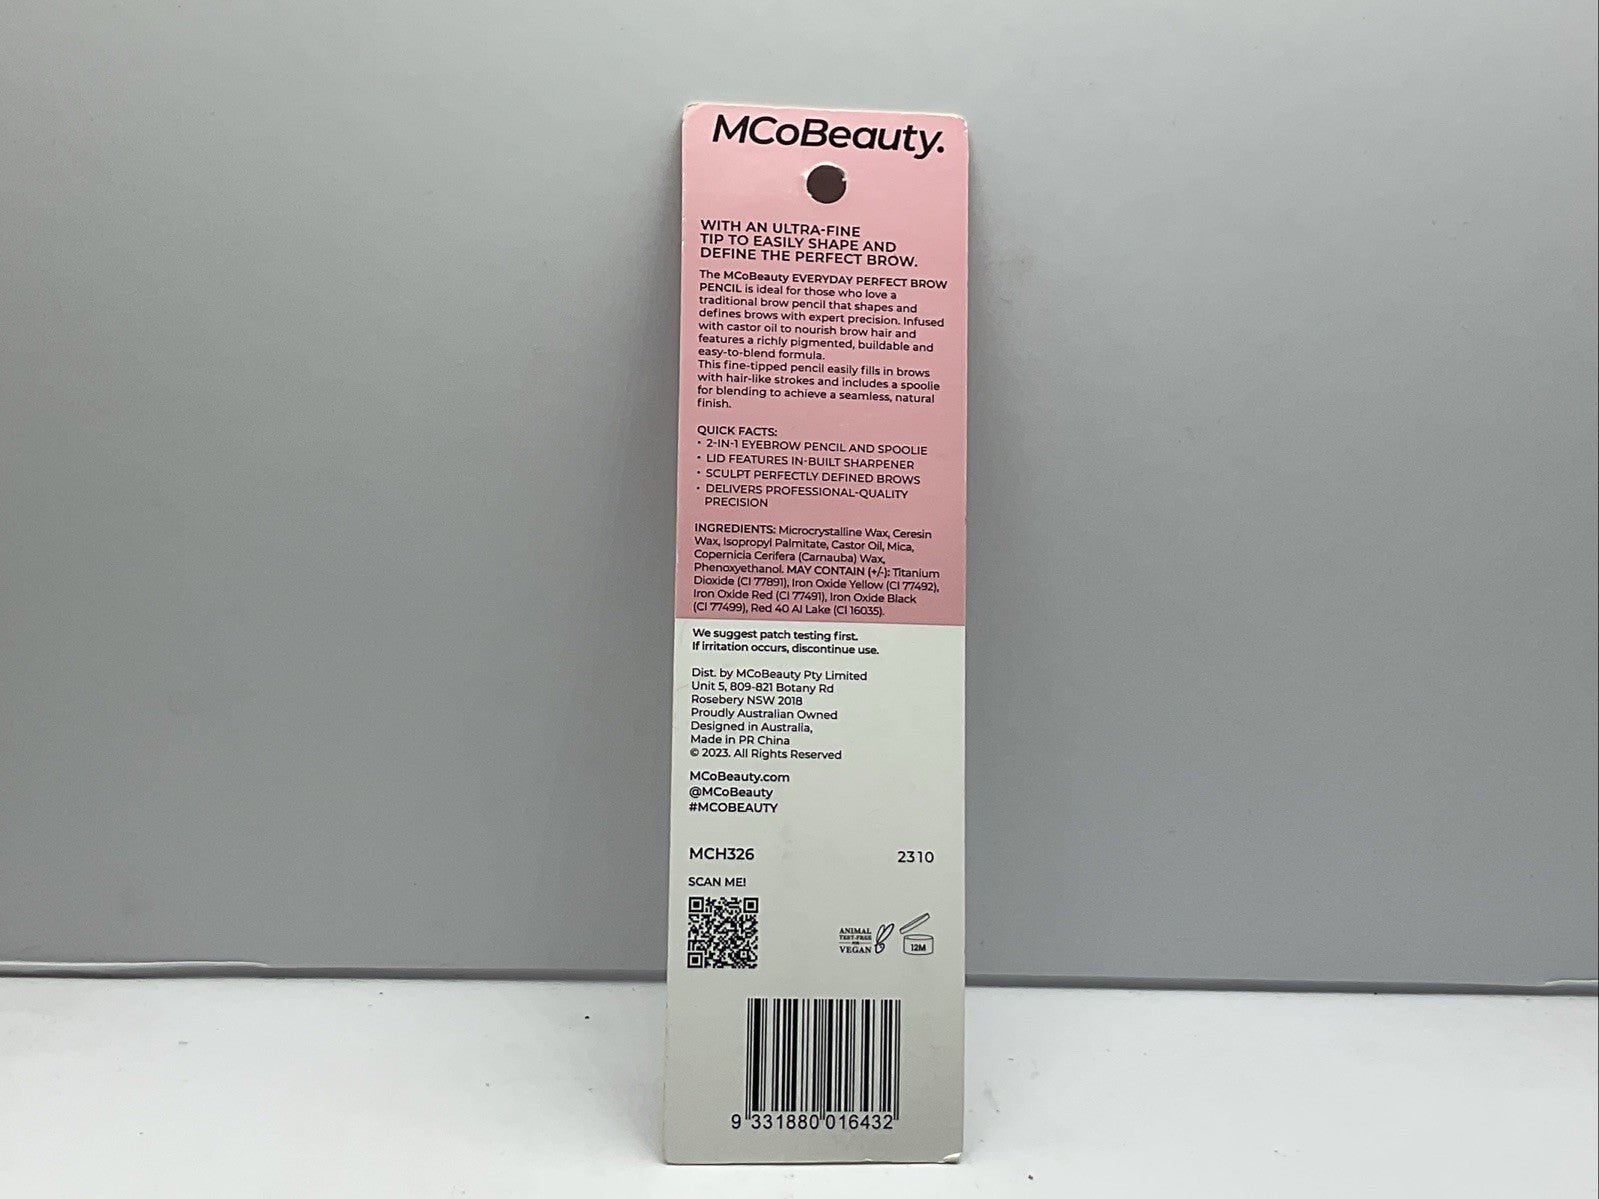 MCoBeauty.
WITH AN ULTRA-FINE
TIP TO EASILY SHAPE AND
DEFINE THE PERFECT BROW.
The MCoBeauty EVERYDAY PERFECT BROW
PENCIL is ideal for those who love a
traditional brow pencil that shapes and
defines brows with expert precision. Infused
with castor oil to nourish brow hair and
features a richly pigmented, buildable and
easy-to-blend formula.
This fine-tipped pencil easily fills in brows
with hair-like strokes and includes a spoolie
for blending to achieve a seamless, natural
finish.
QUICK FACTS:
• 2-IN-1 EYEBROW PENCIL AND SPOOLIE
• LID FEATURES IN-BUILT SHARPENER
• SCULPT PERFECTLY DEFINED BROWS
• DELIVERS PROFESSIONAL-QUALITY
PRECISION
INGREDIENTS: Microcrystalline Wax, Ceresin
Wax, Isopropyl Palmitate, Castor Oil, Mica,
Copernicia Cerifera (Carnauba) Wax,
Phenoxyethanol. MAY CONTAIN (+/-): Titanium
Dioxide (CI 77891), Iron Oxide Yellow (CI 77492),
Iron Oxide Red (CI 77491), Iron Oxide Black
(CI 77499), Red 40 Al Lake (CI 16035).
We suggest patch testing first.
If irritation occurs, discontinue use.
Dist. by MCoBeauty Pty Limited
Unit 5, 809-821 Botany Rd
Rosebery NSW 2018
Proudly Australian Owned
Designed in Australia,
Made in PR China
© 2023. All Rights Reserved
MCoBeauty.com
@MCoBeauty
#MCOBEAUTY
MCH326 2310
SCAN ME!
ANIMAL
TEST-FREE
VEGAN
12M
9 331880 016432